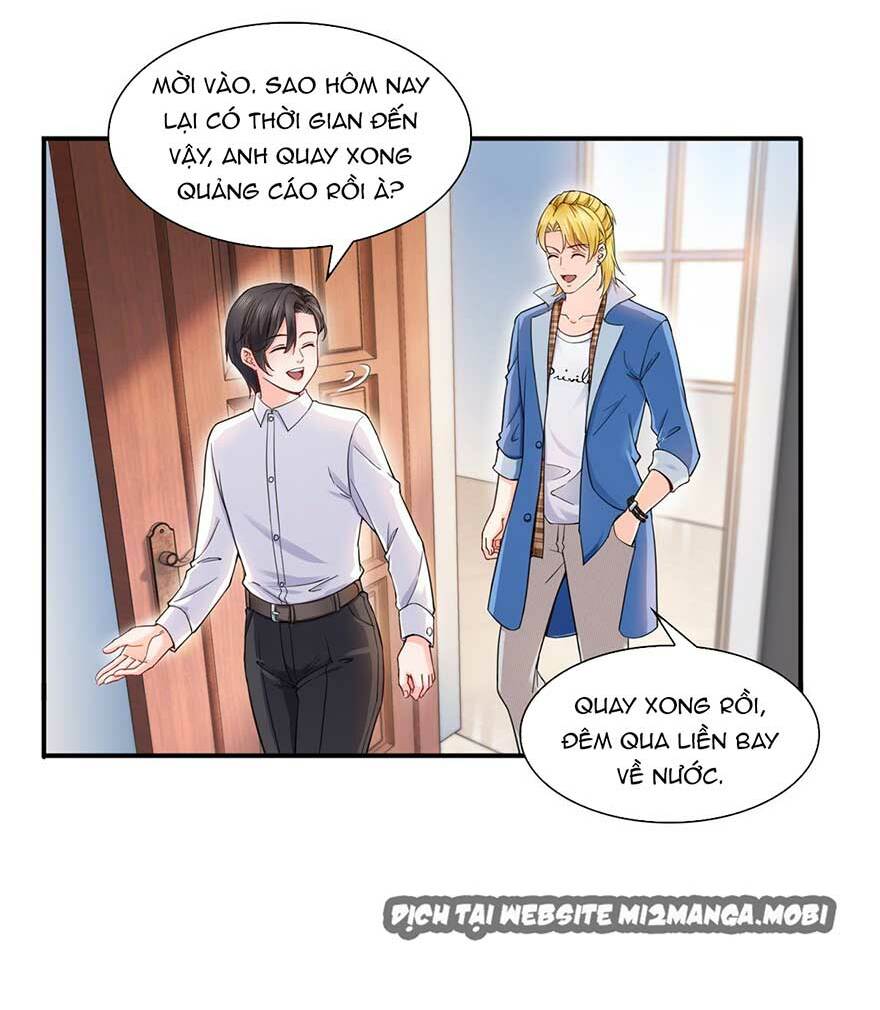 MỜI VÀO. SAO HÔM NAY
LẠI CÓ THỜI GIAN ĐẾN
VẬY, ANH QUAY XONG
QUẢNG CÁO RỒI À?
QUAY XONG RỒI,
ĐÊM QUA LIỀN BAY
VỀ NƯỚC.
ĐỊCH TẠI WEBSITE MI2MANGA.MOBI